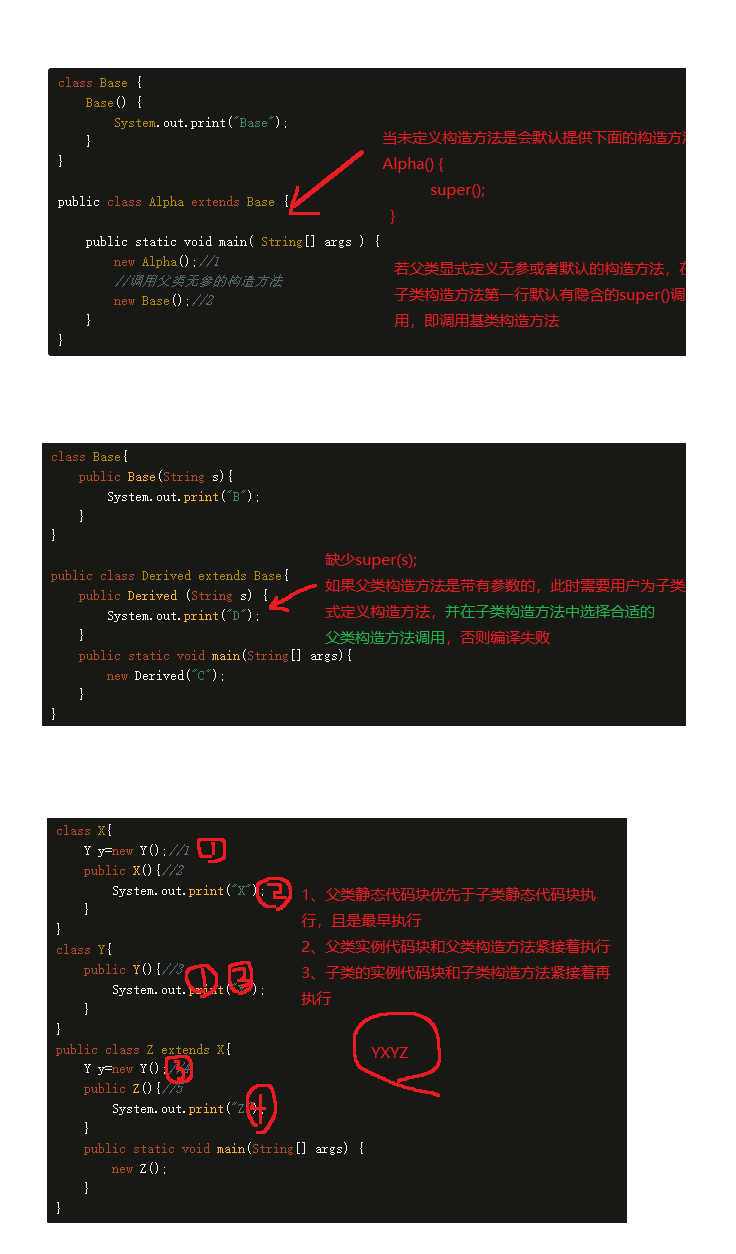 class Base {
Base() {
System.out.print("Base");
}
}
当未定义构造方法是会默认提供下面的构造方法
Alpha() {
super();
}
public class Alpha extends Base {
public static void main( String[] args ) {
new Alpha();//1
//调用父类无参的构造方法
new Base();//2
}
}
若父类显式定义无参或者默认的构造方法，在
子类构造方法第一行默认有隐含的super()调
用，即调用基类构造方法
class Base{
public Base(String s){
System.out.print("B");
}
}
public class Derived extends Base{
public Derived (String s) {
System.out.print("D");
}
public static void main(String[] args){
new Derived("C");
}
}
缺少super(s);
如果父类构造方法是带有参数的，此时需要用户为子类
式定义构造方法，并在子类构造方法中选择合适的
父类构造方法调用，否则编译失败
class X{
Y y=new Y();//1
1
public X(){//2
System.out.print("X");
2
}
}
class Y{
public Y(){//3
1 3
System.out.print("Y");
}
}
public class Z extends X{
Y y=new Y();//4
3
public Z(){//5
System.out.print("Z");
4
}
public static void main(String[] args) {
new Z();
}
}
1、父类静态代码块优先于子类静态代码块执
行，且是最早执行
2、父类实例代码块和父类构造方法紧接着执行
3、子类的实例代码块和子类构造方法紧接着再
执行
YXYZ